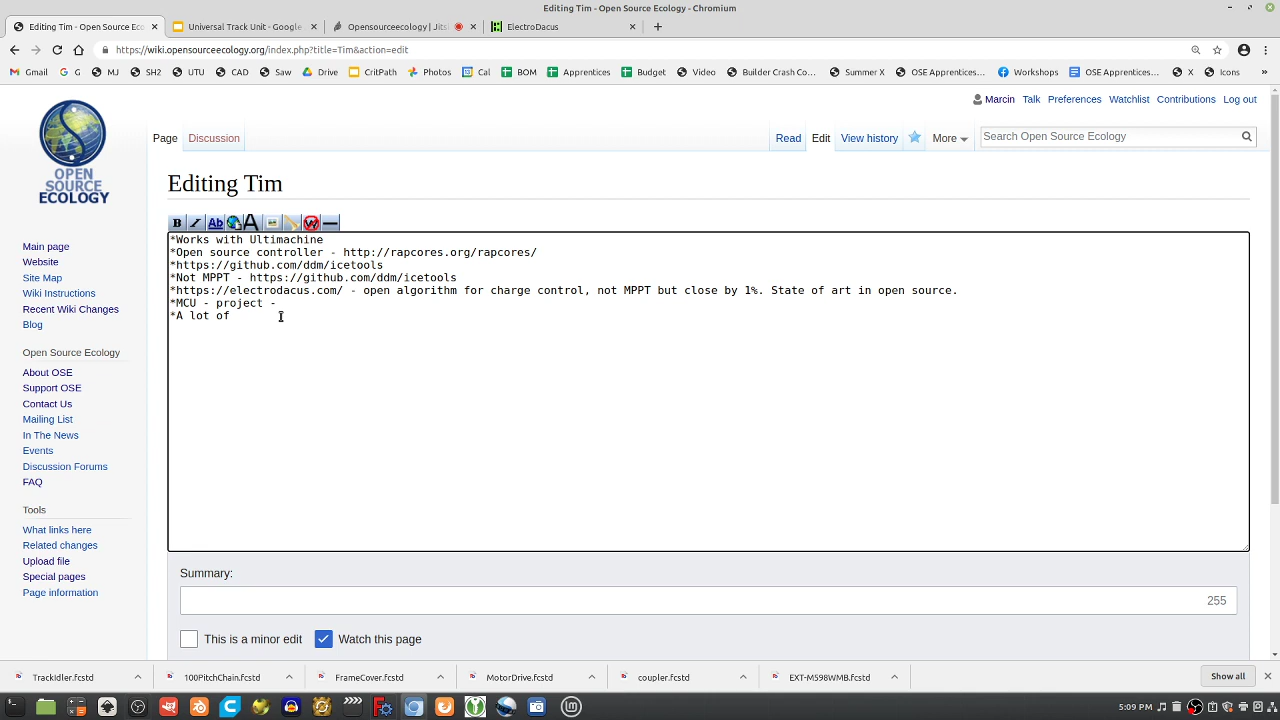 Editing Tim - Open Source Ecology - Chromium
Editing Tim - Open Source Eco
Universal Track Unit - Google
Opensourceecology | Jits
ElectroDacus
https://wiki.opensourceecology.org/index.php?title=Tim&action=edit
Gmail G MJ SH2 UTU CAD Saw Drive CritPath Photos Cal BOM Apprentices Budget Video Builder Crash Co... Summer X OSE Apprentices... Workshops OSE Apprentices... X Icons »
Marcin Talk Preferences Watchlist Contributions Log out
OPEN
SOURCE
ECOLOGY
Page Discussion Read Edit View history More Search Open Source Ecology
Editing Tim
B I Ab A W
*Works with Ultimachine
*Open source controller - http://rapcores.org/rapcores/
*https://github.com/ddm/icetools
*Not MPPT - https://github.com/ddm/icetools
*https://electrodacus.com/ - open algorithm for charge control, not MPPT but close by 1%. State of art in open source.
*MCU - project -
*A lot of
Main page
Website
Site Map
Wiki Instructions
Recent Wiki Changes
Blog
Open Source Ecology
About OSE
Support OSE
Contact Us
Mailing List
In The News
Events
Discussion Forums
FAQ
Tools
What links here
Related changes
Upload file
Special pages
Page information
Summary:
255
This is a minor edit Watch this page
TrackIdler.fcstd 100PitchChain.fcstd FrameCover.fcstd MotorDrive.fcstd coupler.fcstd EXT-M598WMB.fcstd Show all
5:09 PM